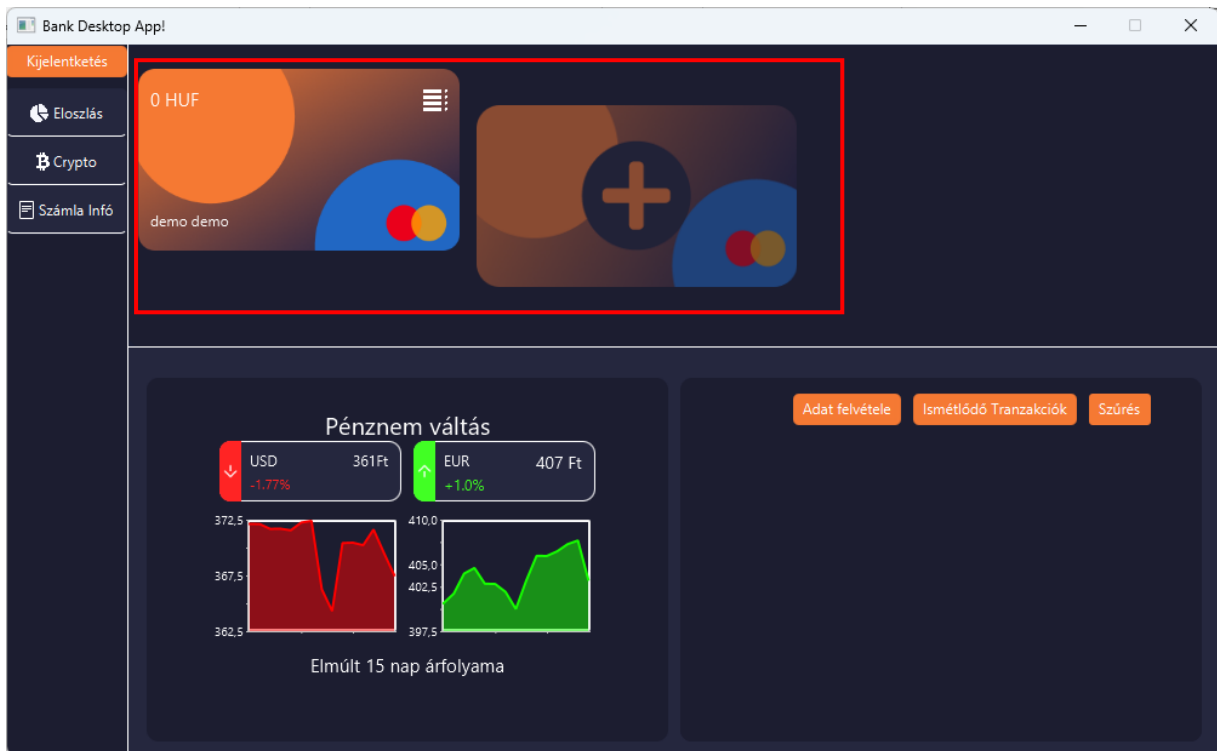 Bank Desktop App!
Kijelentketés
Eloszlás
Crypto
Számla Infó
0 HUF
demo demo
Pénznem váltás
USD 361Ft
-1.77%
EUR 407 Ft
+1.0%
372,5
367,5
362,5
410,0
405,0
402,5
397,5
Elmúlt 15 nap árfolyama
Adat felvétele Ismétlődő Tranzakciók Szűrés